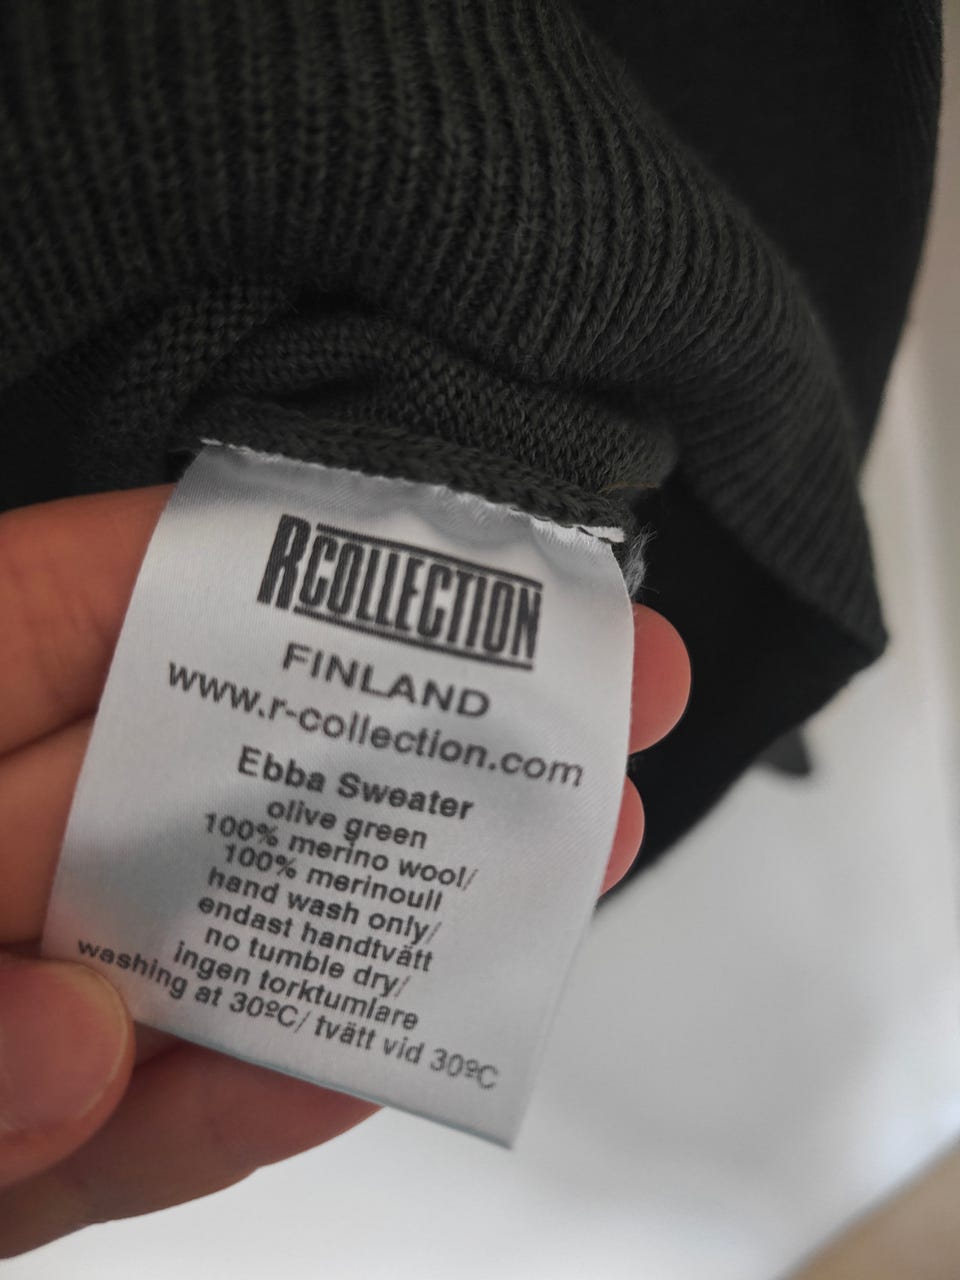 RCOLLECTION
FINLAND
www.r-collection.com
Ebba Sweater
olive green
100% merino wool/
100% merinoull
hand wash only/
endast handtvätt
no tumble dry/
ingen torktumlare
washing at 30ºC/ tvätt vid 30ºC